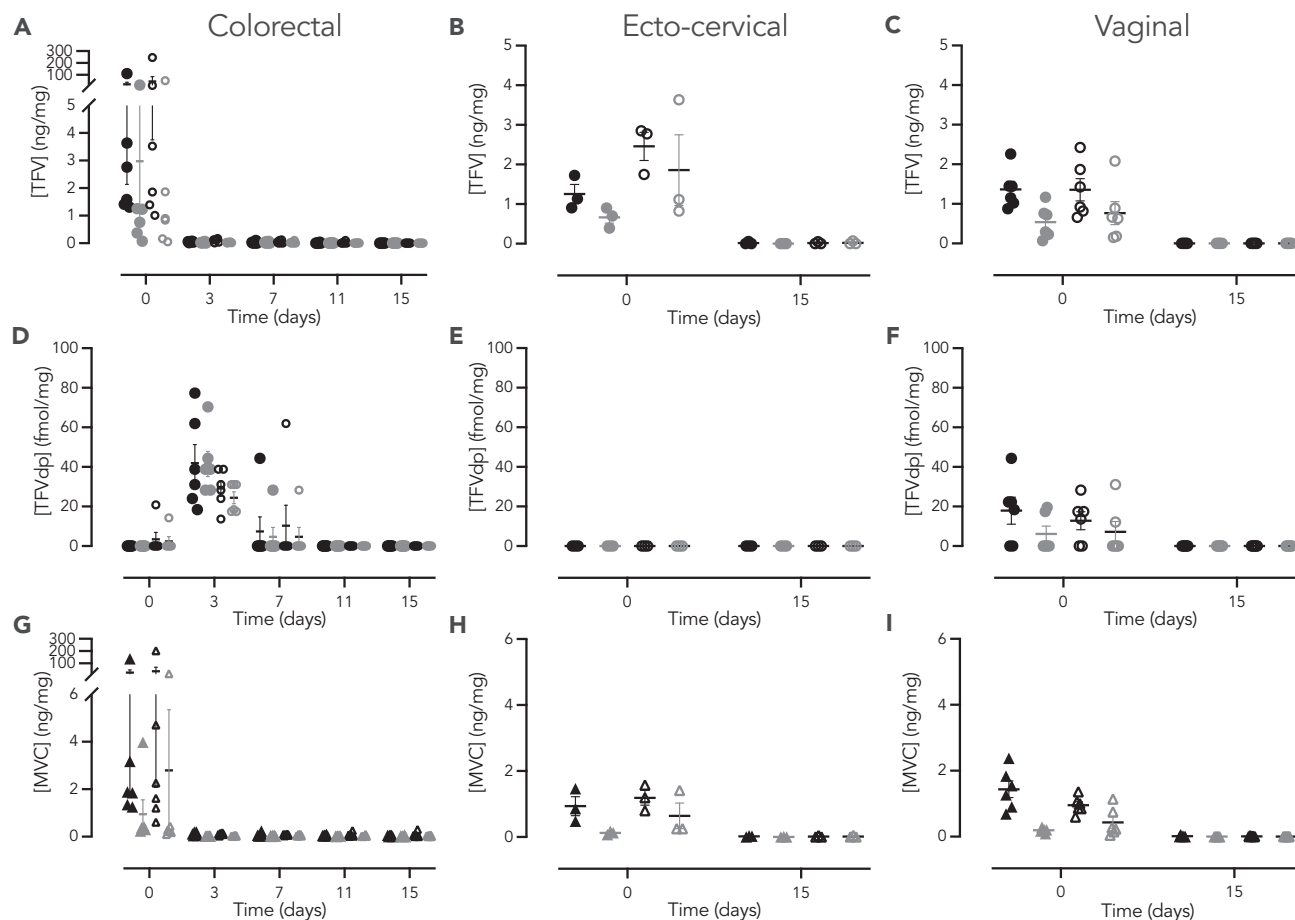 A Colorectal
B Ecto-cervical
C Vaginal
[TFV] (ng/mg)
300
100
5
4
3
2
1
0
0 3 7 11 15
Time (days)
[TFV] (ng/mg)
5
4
3
2
1
0
0 15
Time (days)
[TFV] (ng/mg)
5
4
3
2
1
0
0 15
Time (days)
D
[TFVdp] (fmol/mg)
100
80
60
40
20
0
0 3 7 11 15
Time (days)
E
[TFVdp] (fmol/mg)
100
80
60
40
20
0
0 15
Time (days)
F
[TFVdp] (fmol/mg)
100
80
60
40
20
0
0 15
Time (days)
G
[MVC] (ng/mg)
300
100
6
4
2
0
0 3 7 11 15
Time (days)
H
[MVC] (ng/mg)
6
4
2
0
0 15
Time (days)
I
[MVC] (ng/mg)
6
4
2
0
0 15
Time (days)